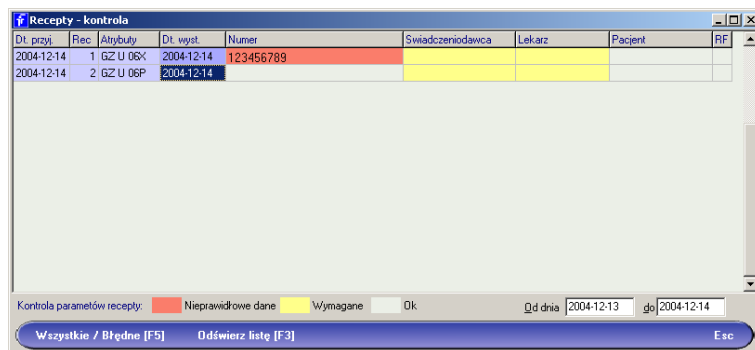 Recepty - kontrola
Dt. przyj. Rec Atrybuty Dt. wyst. Numer Swiadczeniodawca Lekarz Pacjent RF
2004-12-14 1 GZ U 06X 2004-12-14 123456789
2004-12-14 2 GZ U 06P 2004-12-14
Kontrola parametów recepty: Nieprawidłowe dane Wymagane Ok Od dnia 2004-12-13 do 2004-12-14
Wszystkie / Błędne [F5] Odświerz listę [F3] Esc